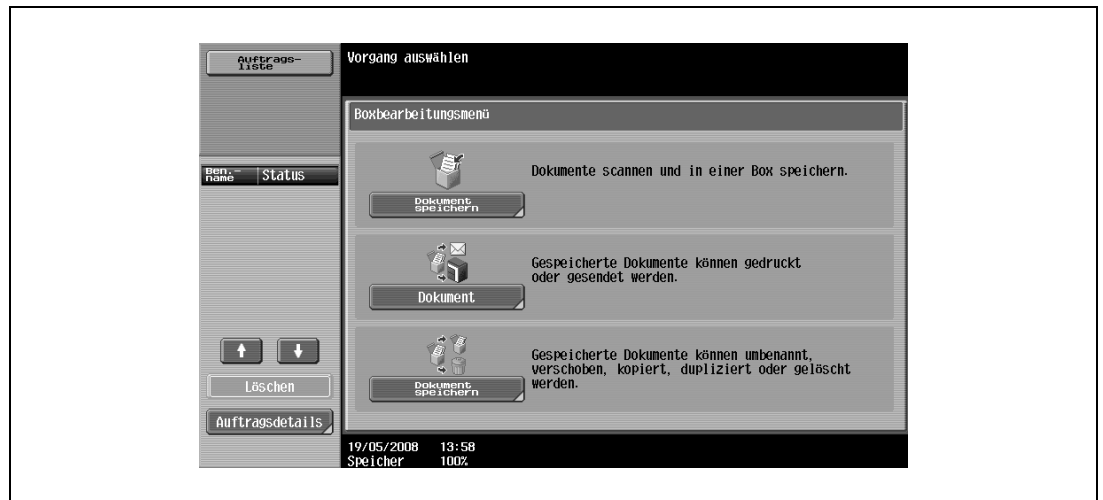 Auftrags-
liste
Vorgang auswählen
Boxbearbeitungsmenü
Ben.-
name
Status
Dokumente scannen und in einer Box speichern.
Dokument
speichern
Gespeicherte Dokumente können gedruckt
oder gesendet werden.
Dokument
Gespeicherte Dokumente können umbenannt,
verschoben, kopiert, dupliziert oder gelöscht
werden.
Dokument
speichern
Löschen
Auftragsdetails
19/05/2008 13:58
Speicher 100%